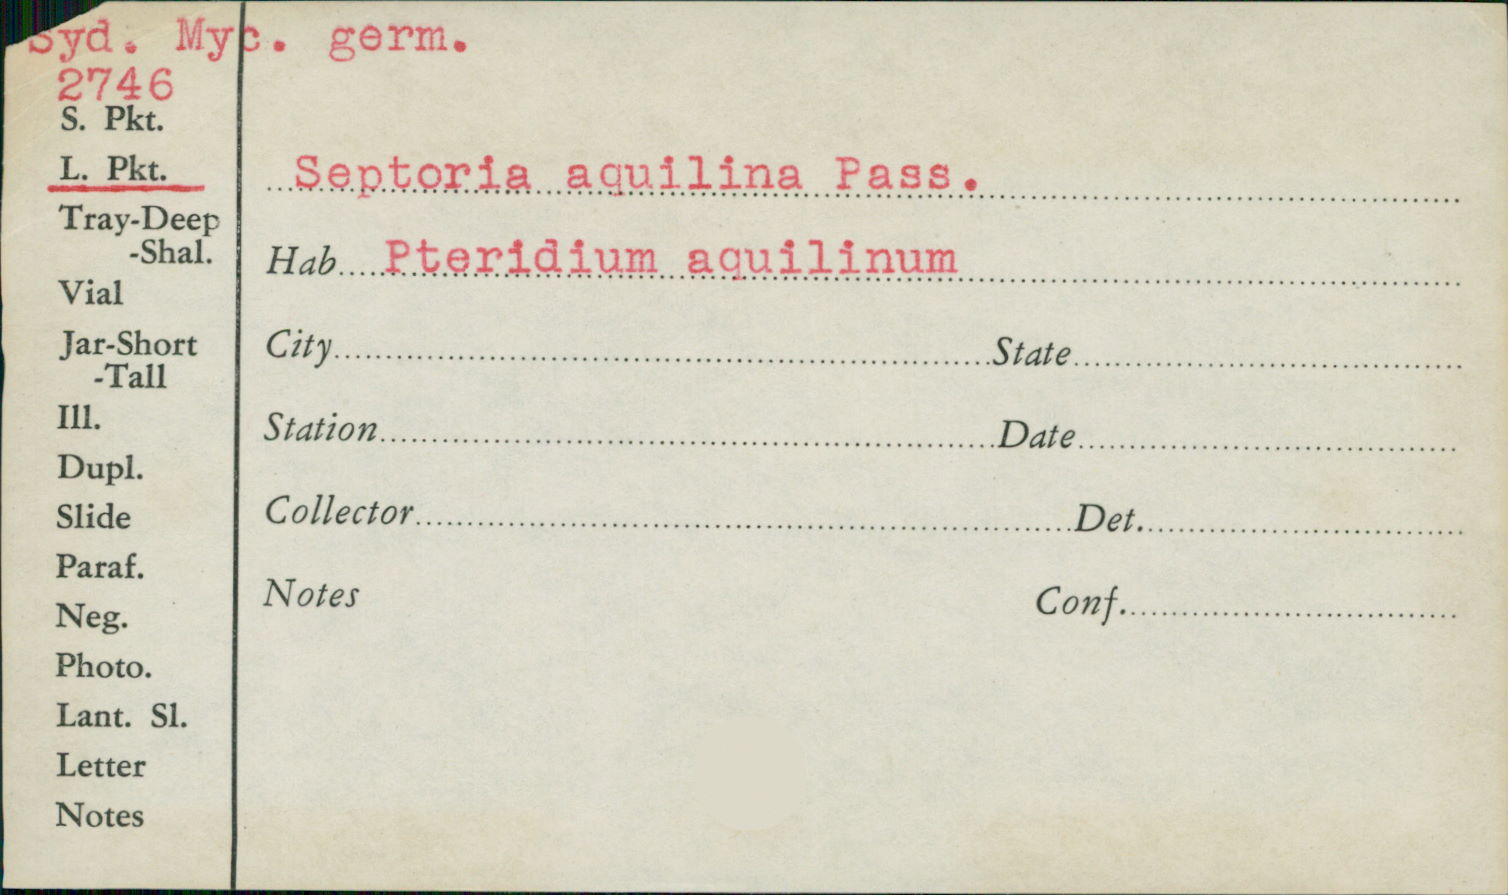 Syd. Myc. germ.
2746
S. Pkt.
L. Pkt.
Septoria aquilina Pass.
Tray-Deep
-Shal.
Hab. Pteridium aquilinum
Vial
Jar-Short
-Tall
City
State
Ill.
Station
Date
Dupl.
Slide
Collector
Det.
Paraf.
Neg.
Notes
Conf.
Photo.
Lant. Sl.
Letter
Notes